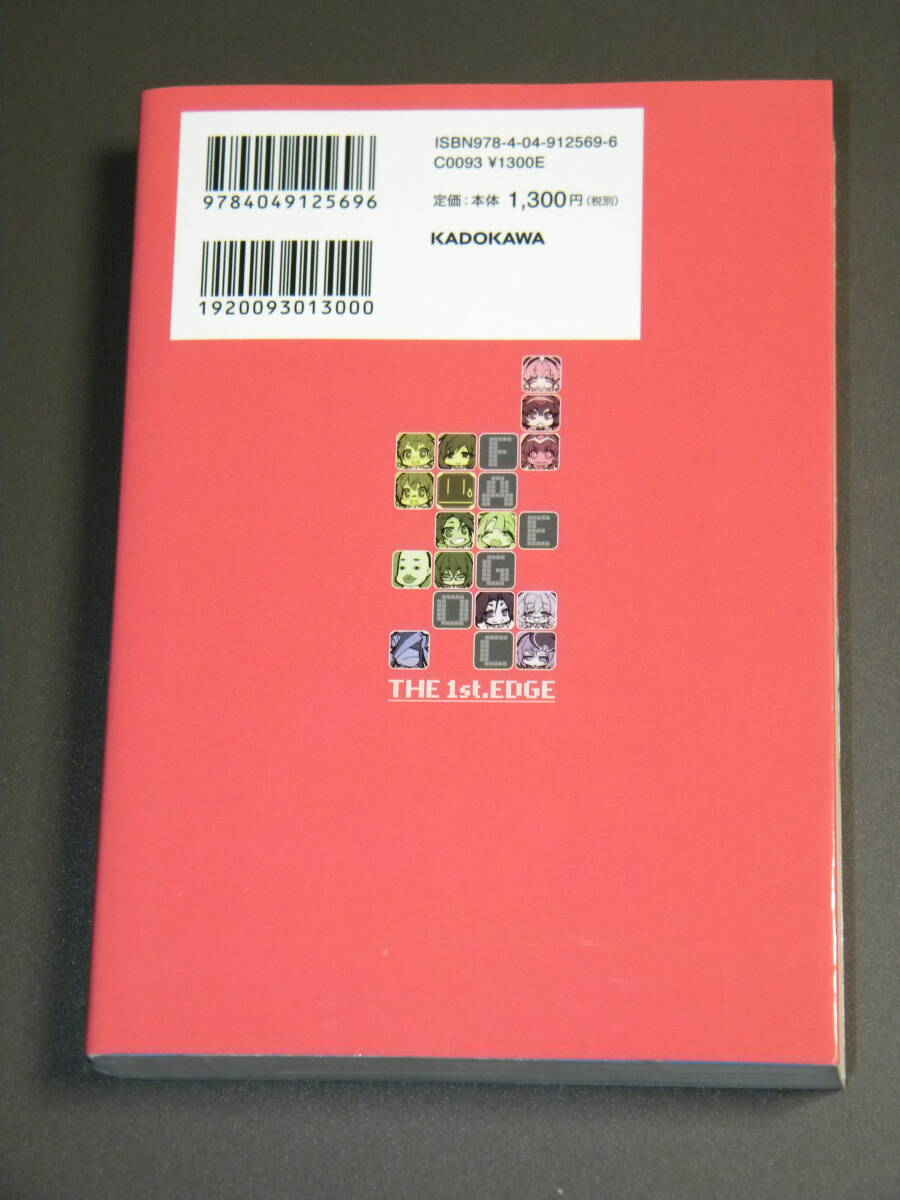 ISBN978-4-04-912569-6
C0093 ¥1300E
9784049125696
定価：本体 1,300円（税別）
KADOKAWA
1920093013000
F
A
E
G
O
C
THE 1st.EDGE